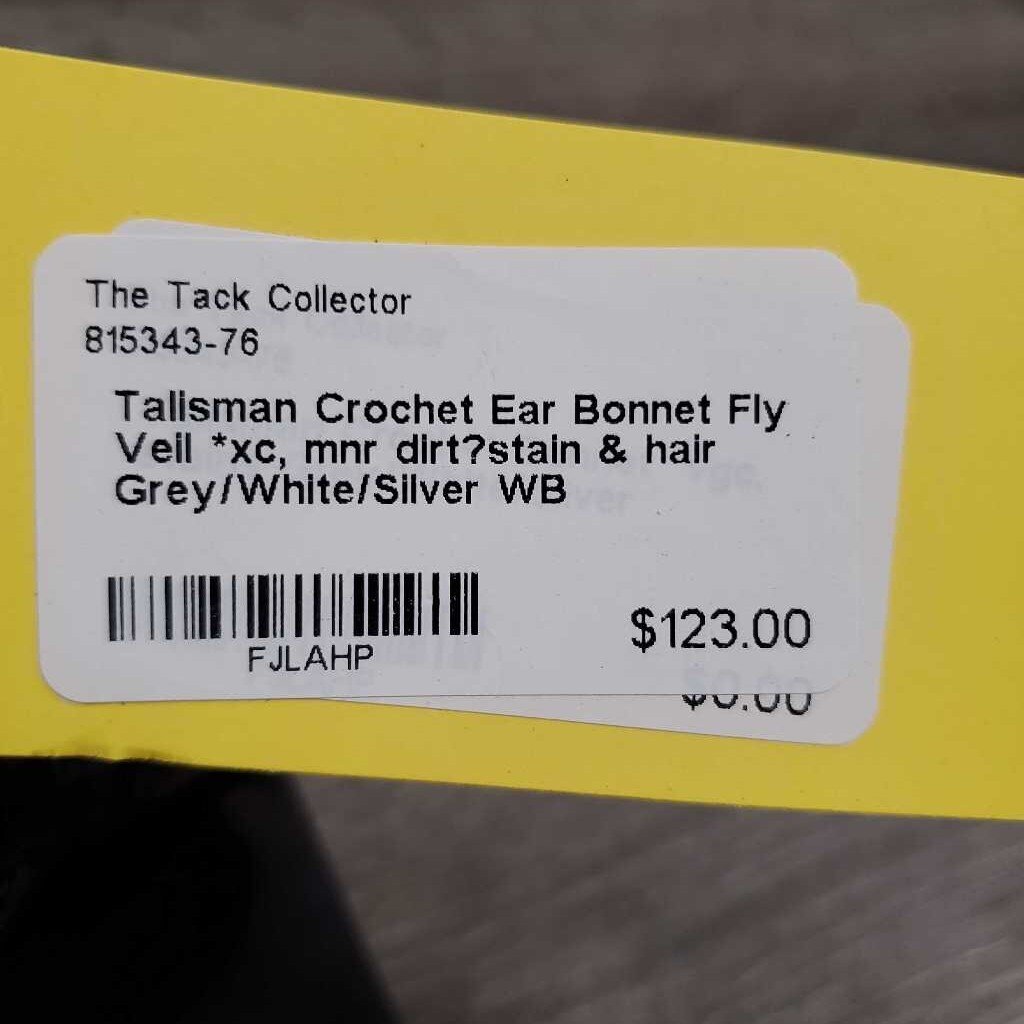 The Tack Collector
815343-76
Talisman Crochet Ear Bonnet Fly
Veil *xc, mnr dirt?stain & hair
Grey/White/Silver WB
FJLAHP
$123.00